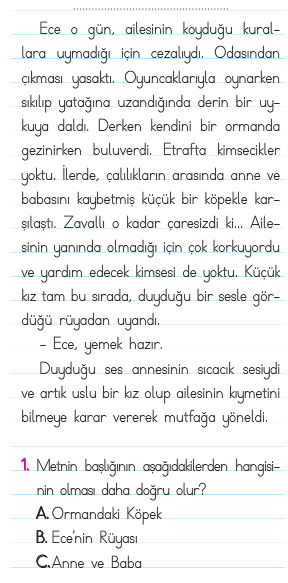 Ece o gün, ailesinin koyduğu kural-
lara uymadığı için cezalıydı. Odasından
çıkması yasaktı. Oyuncaklarıyla oynarken
sıkılıp yatağına uzandığında derin bir uy-
kuya daldı. Derken kendini bir ormanda
gezinirken buluverdi. Etrafta kimsecikler
yoktu. İlerde, çalılıkların arasında anne ve
babasını kaybetmiş küçük bir köpekle kar-
şılaştı. Zavallı o kadar çaresizdi ki... Aile-
sinin yanında olmadığı için çok korkuyordu
ve yardım edecek kimsesi de yoktu. Küçük
kız tam bu sırada, duyduğu bir sesle gör-
düğü rüyadan uyandı.
- Ece, yemek hazır.
Duyduğu ses annesinin sıcacık sesiydi
ve artık uslu bir kız olup ailesinin kıymetini
bilmeye karar vererek mutfağa yöneldi.
1. Metnin başlığının aşağıdakilerden hangisi-
nin olması daha doğru olur?
A. Ormandaki Köpek
B. Ece'nin Rüyası
C. Anne ve Baba